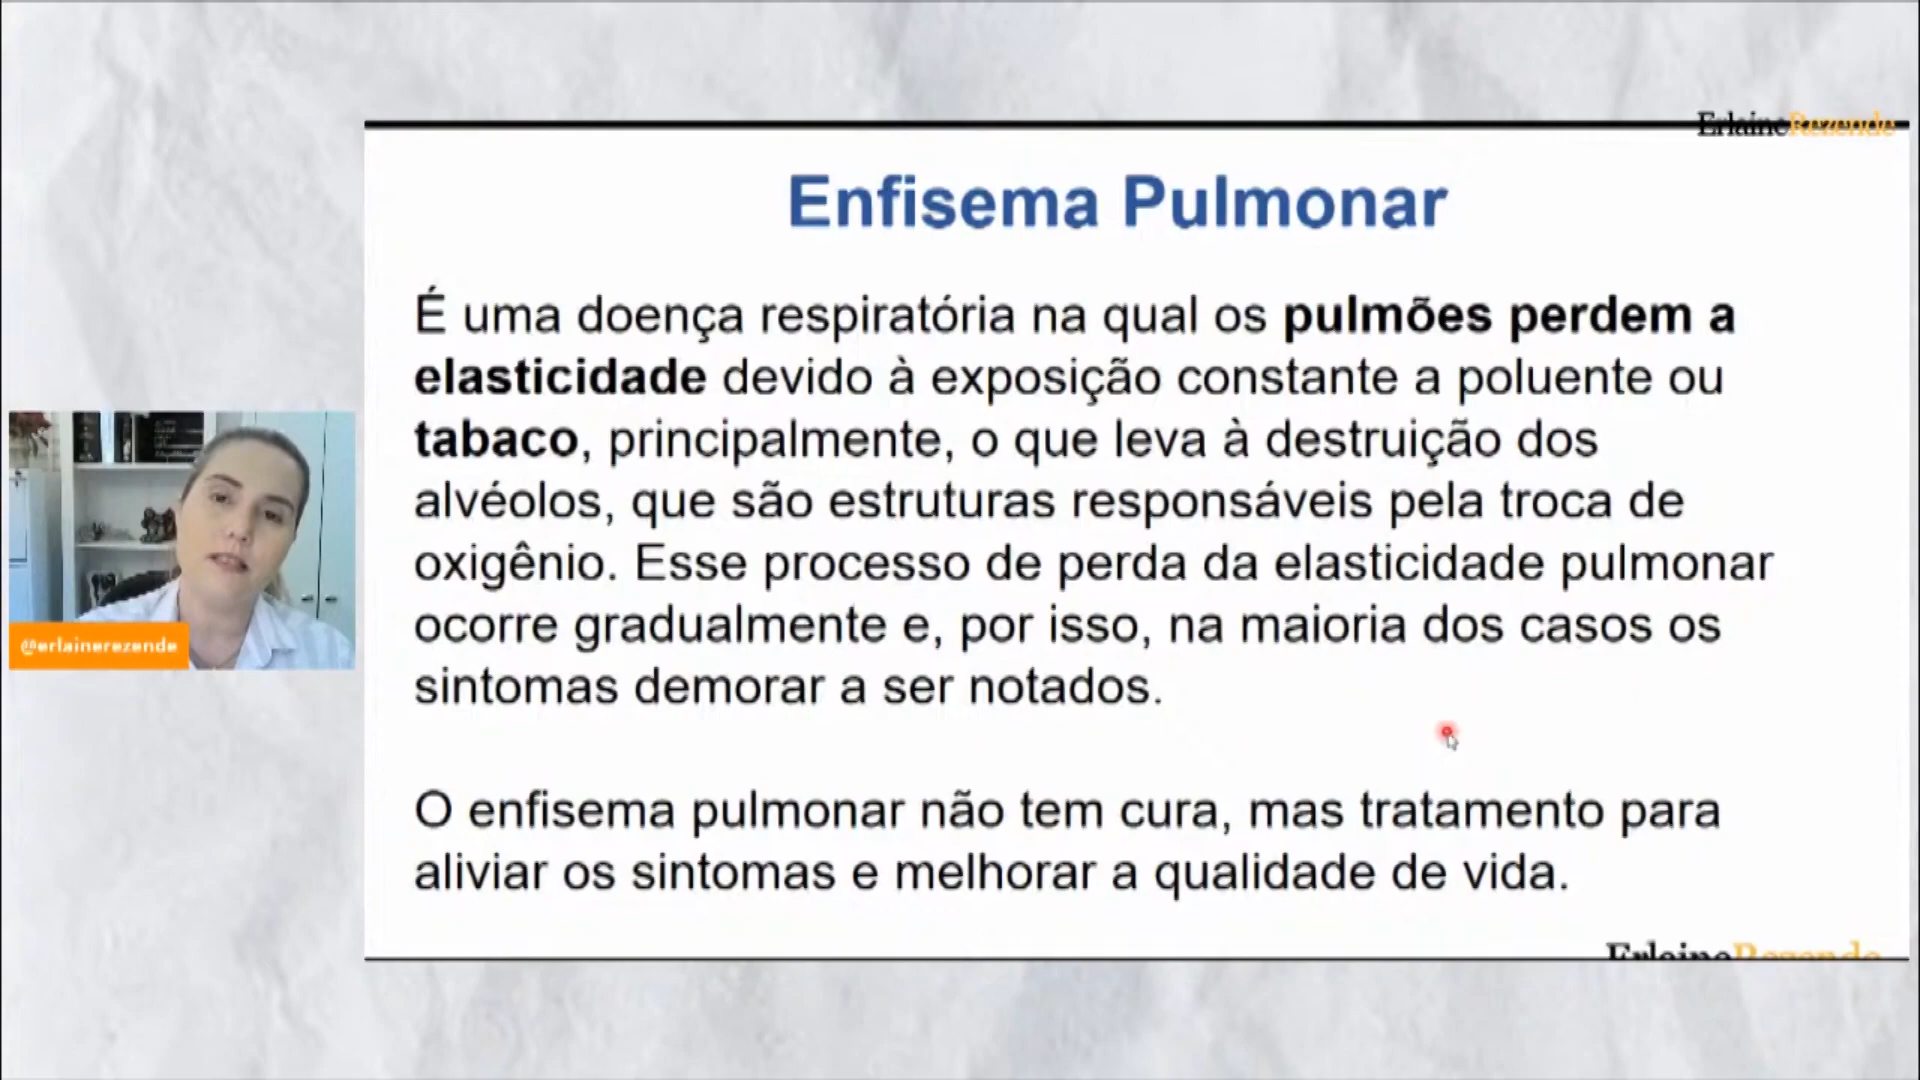 ErlaineRezende
Enfisema Pulmonar
É uma doença respiratória na qual os pulmões perdem a
elasticidade devido à exposição constante a poluente ou
tabaco, principalmente, o que leva à destruição dos
alvéolos, que são estruturas responsáveis pela troca de
oxigênio. Esse processo de perda da elasticidade pulmonar
ocorre gradualmente e, por isso, na maioria dos casos os
sintomas demorar a ser notados.
O enfisema pulmonar não tem cura, mas tratamento para
aliviar os sintomas e melhorar a qualidade de vida.
@erlainerezende
ErlaineRezende